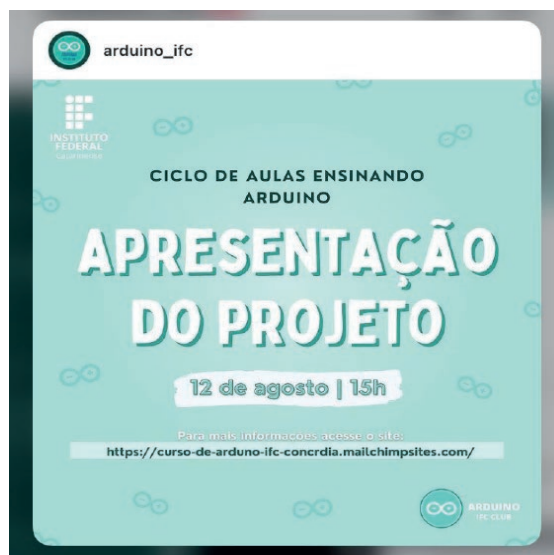 arduino_ifc
INSTITUTO
FEDERAL
CICLO DE AULAS ENSINANDO
ARDUINO
APRESENTAÇÃO
DO PROJETO
12 de agosto | 15h
Para mais informações acesse o site:
https://curso-de-arduno-ifc-concrdia.mailchimpsites.com/
ARDUINO
IFC CLUB